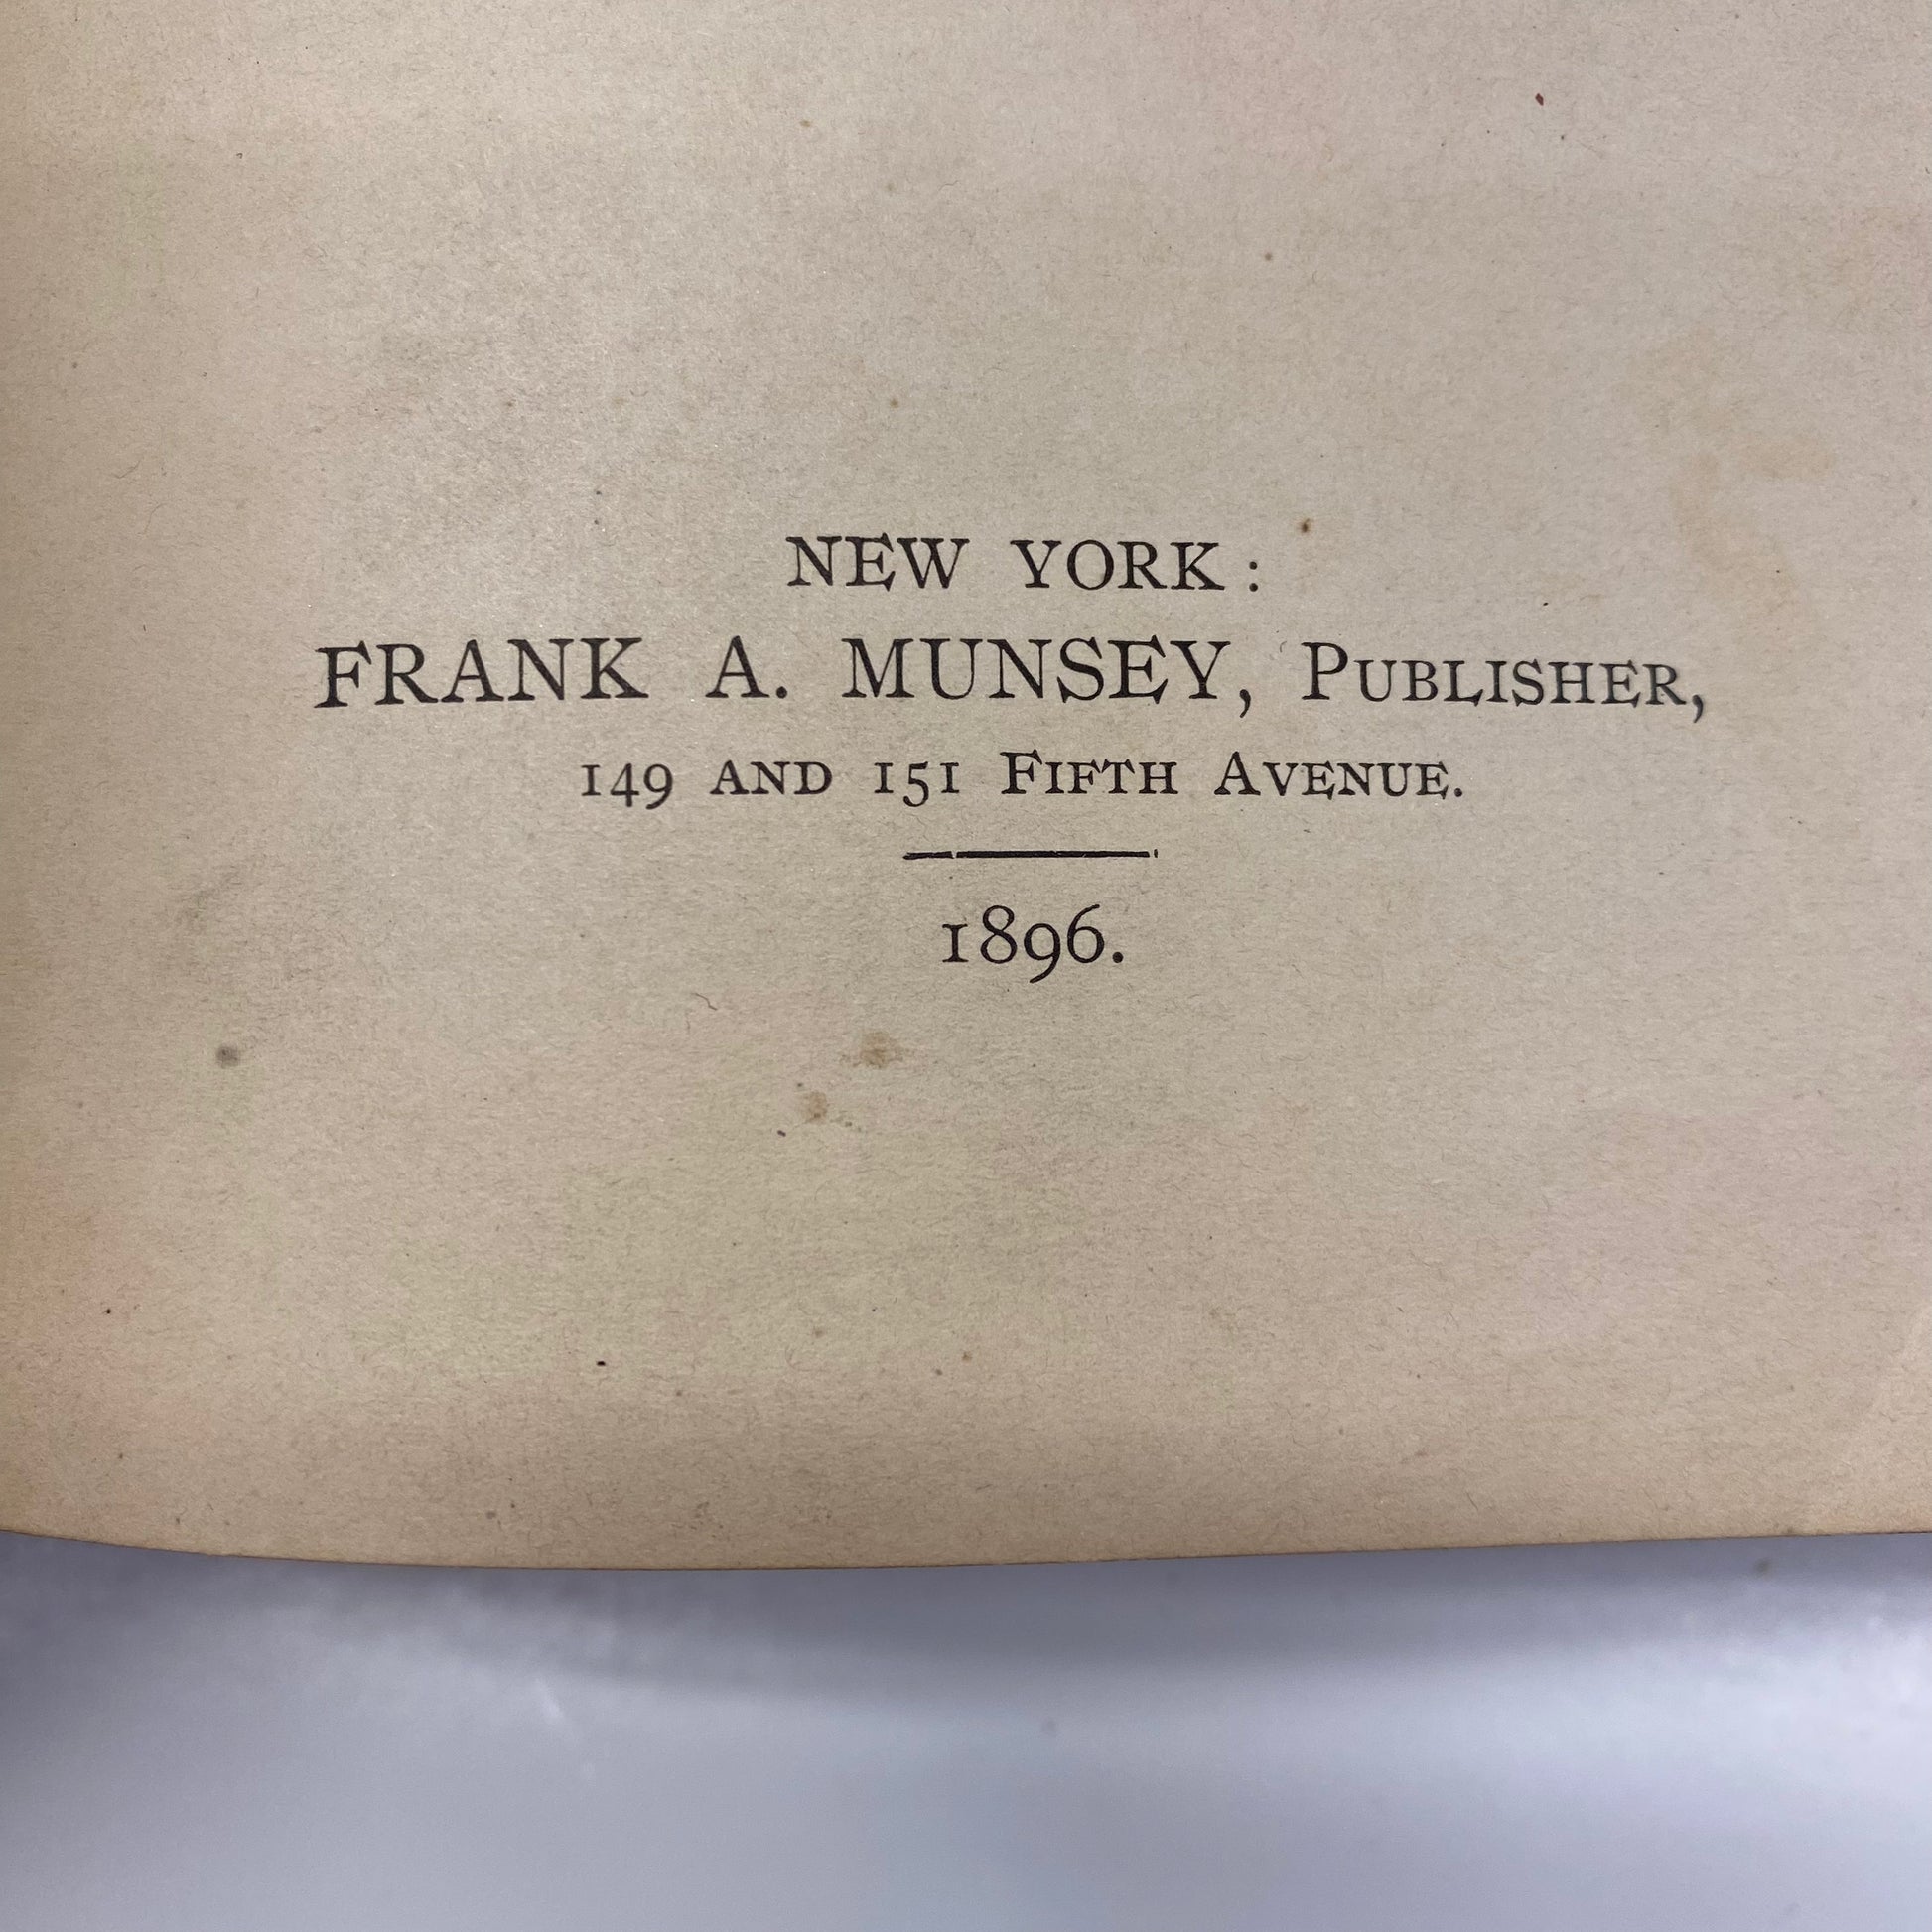 NEW YORK:
FRANK A. MUNSEY, PUBLISHER,
149 AND 151 FIFTH AVENUE.
1896.